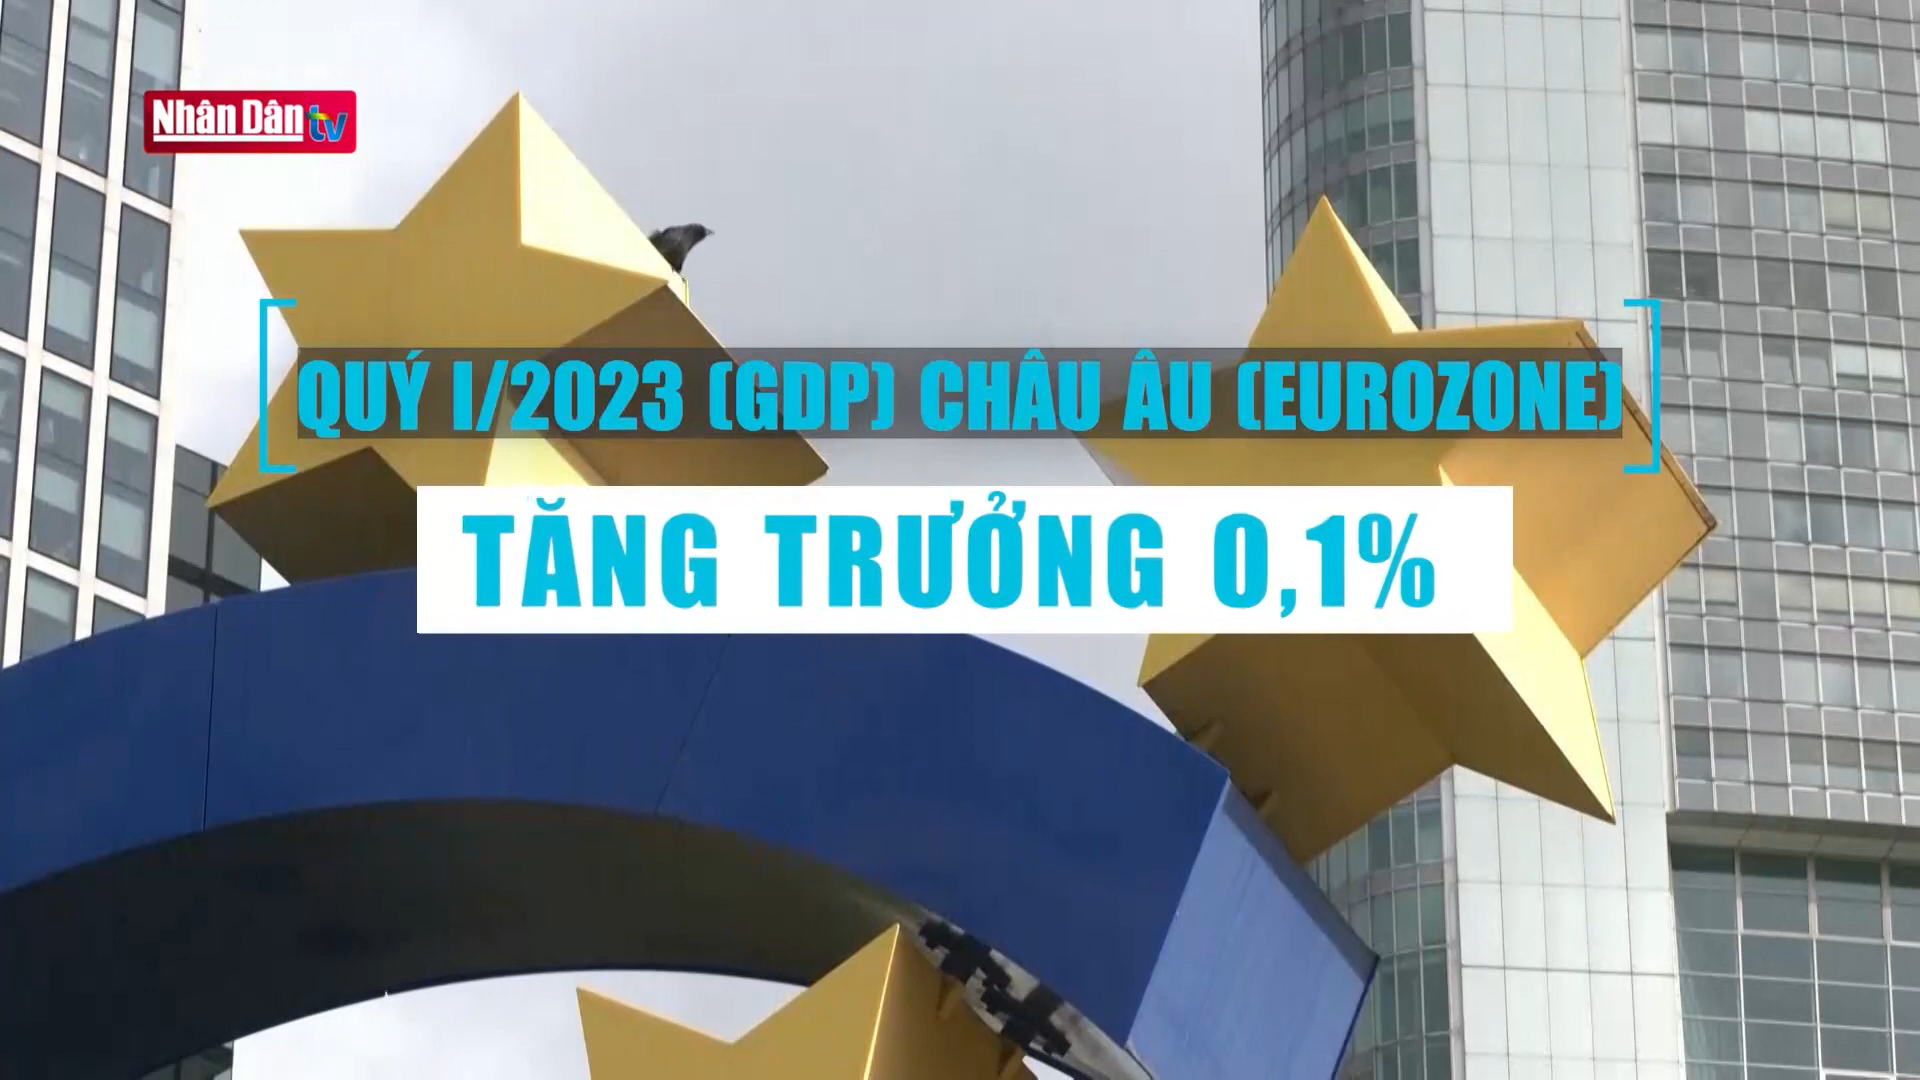 Nhân Dân tv
QUÝ I/2023 (GDP) CHÂU ÂU (EUROZONE)
TĂNG TRƯỞNG 0,1%